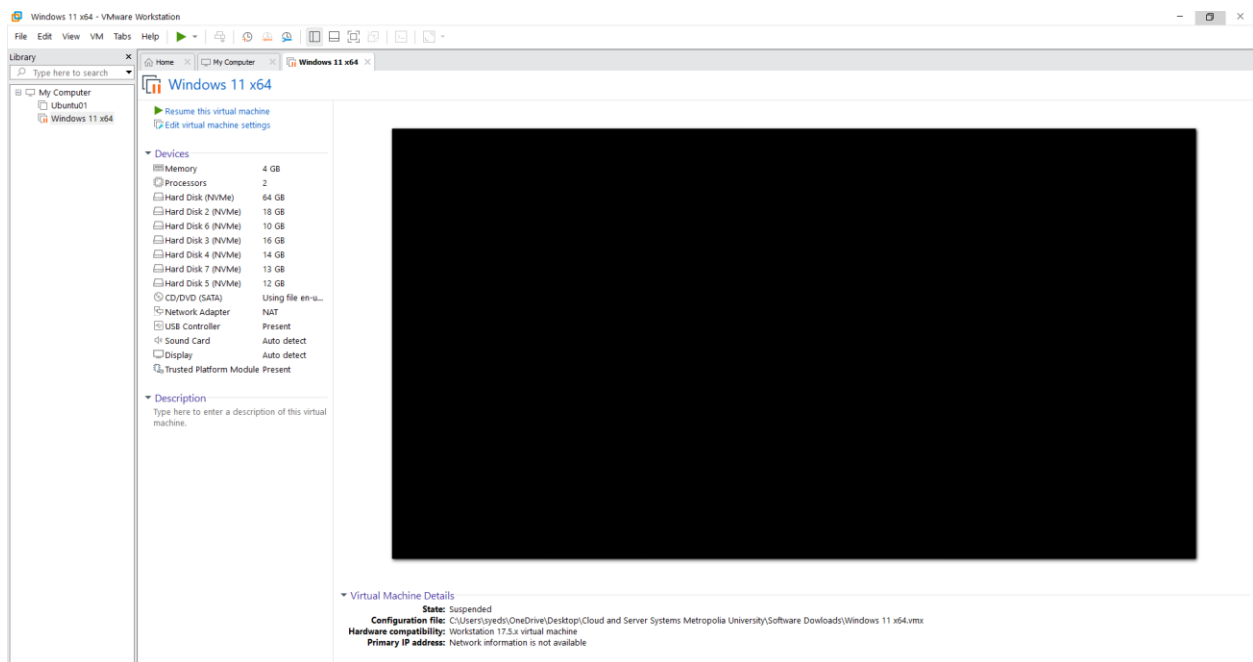 Windows 11 x64 - VMware Workstation
File Edit View VM Tabs Help
Library
Type here to search
My Computer
Ubuntu01
Windows 11 x64
Home My Computer Windows 11 x64
Windows 11 x64
Resume this virtual machine
Edit virtual machine settings
Devices
Memory 4 GB
Processors 2
Hard Disk (NVMe) 64 GB
Hard Disk 2 (NVMe) 18 GB
Hard Disk 6 (NVMe) 10 GB
Hard Disk 3 (NVMe) 16 GB
Hard Disk 4 (NVMe) 14 GB
Hard Disk 7 (NVMe) 13 GB
Hard Disk 5 (NVMe) 12 GB
CD/DVD (SATA) Using file en-u...
Network Adapter NAT
USB Controller Present
Sound Card Auto detect
Display Auto detect
Trusted Platform Module Present
Description
Type here to enter a description of this virtual
machine.
Virtual Machine Details
State: Suspended
Configuration file: C:\Users\syeds\OneDrive\Desktop\Cloud and Server Systems Metropolia University\Software Dowloads\Windows 11 x64.vmx
Hardware compatibility: Workstation 17.5.x virtual machine
Primary IP address: Network information is not available